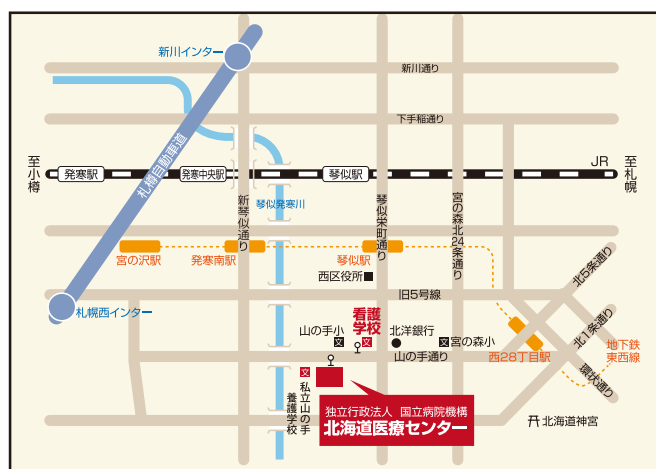 新川インター
新川通り
下手稲通り
札樽自動車道
至小樽
発寒駅
発寒中央駅
琴似駅
JR
至札幌
新琴似通り
琴似発寒川
琴似栄町通り
宮の森北24条通り
宮の沢駅
発寒南駅
琴似駅
西区役所
北5条通り
旧5号線
札幌西インター
看護
学校
山の手小
文
文
北洋銀行
文
宮の森小
山の手通り
北1条通り
西28丁目駅
地下鉄
東西線
環状通り
文
私立山の手
養護学校
独立行政法人 国立病院機構
北海道医療センター
北海道神宮